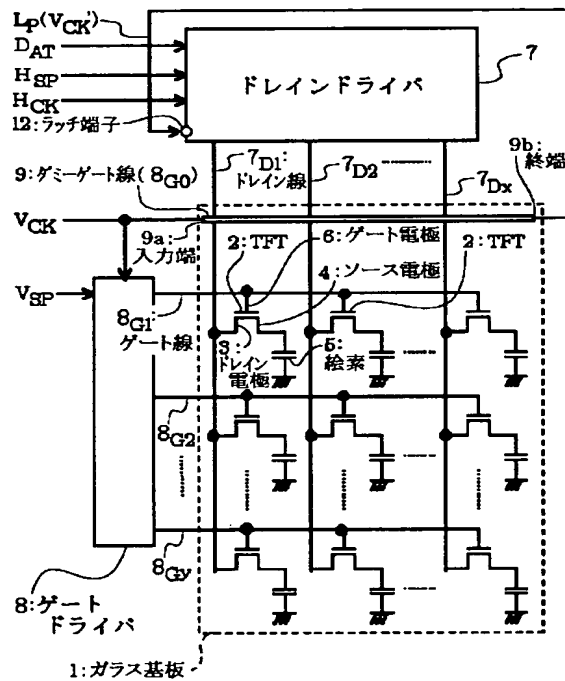 LP(VCK')
DAT
HSP
HCK
12:ラッチ端子
ドレインドライバ
7
7D1:
ドレイン線
7D2
7Dx
9b:終端
9:ダミーゲート線(8G0)
VCK
9a:
入力端
6:ゲート電極
2:TFT
4:ソース電極
2:TFT
VSP
8G1:
ゲート線
3:
ドレイン
電極
5:絵素
8G2
8Gy
8:ゲート
ドライバ
1:ガラス基板